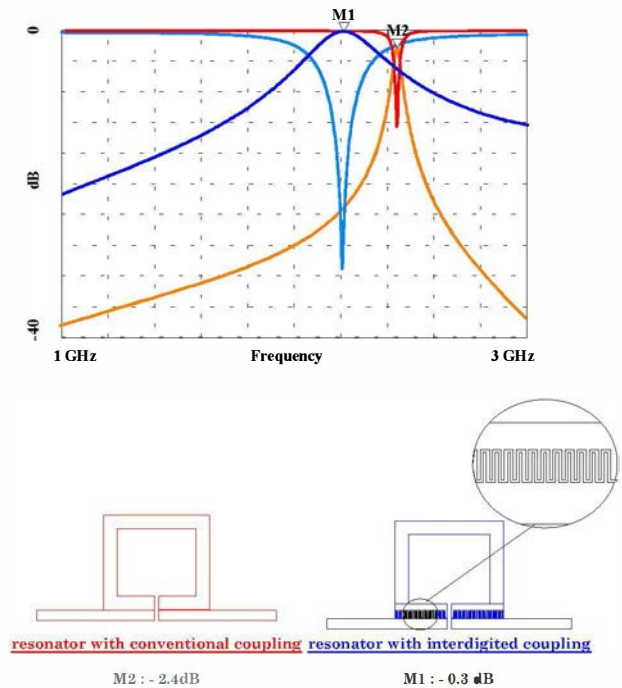 M1
M2
0
dB
-40
1 GHz
Frequency
3 GHz
resonator with conventional coupling
resonator with interdigited coupling
M2 : - 2.4dB
M1 : - 0.3 dB